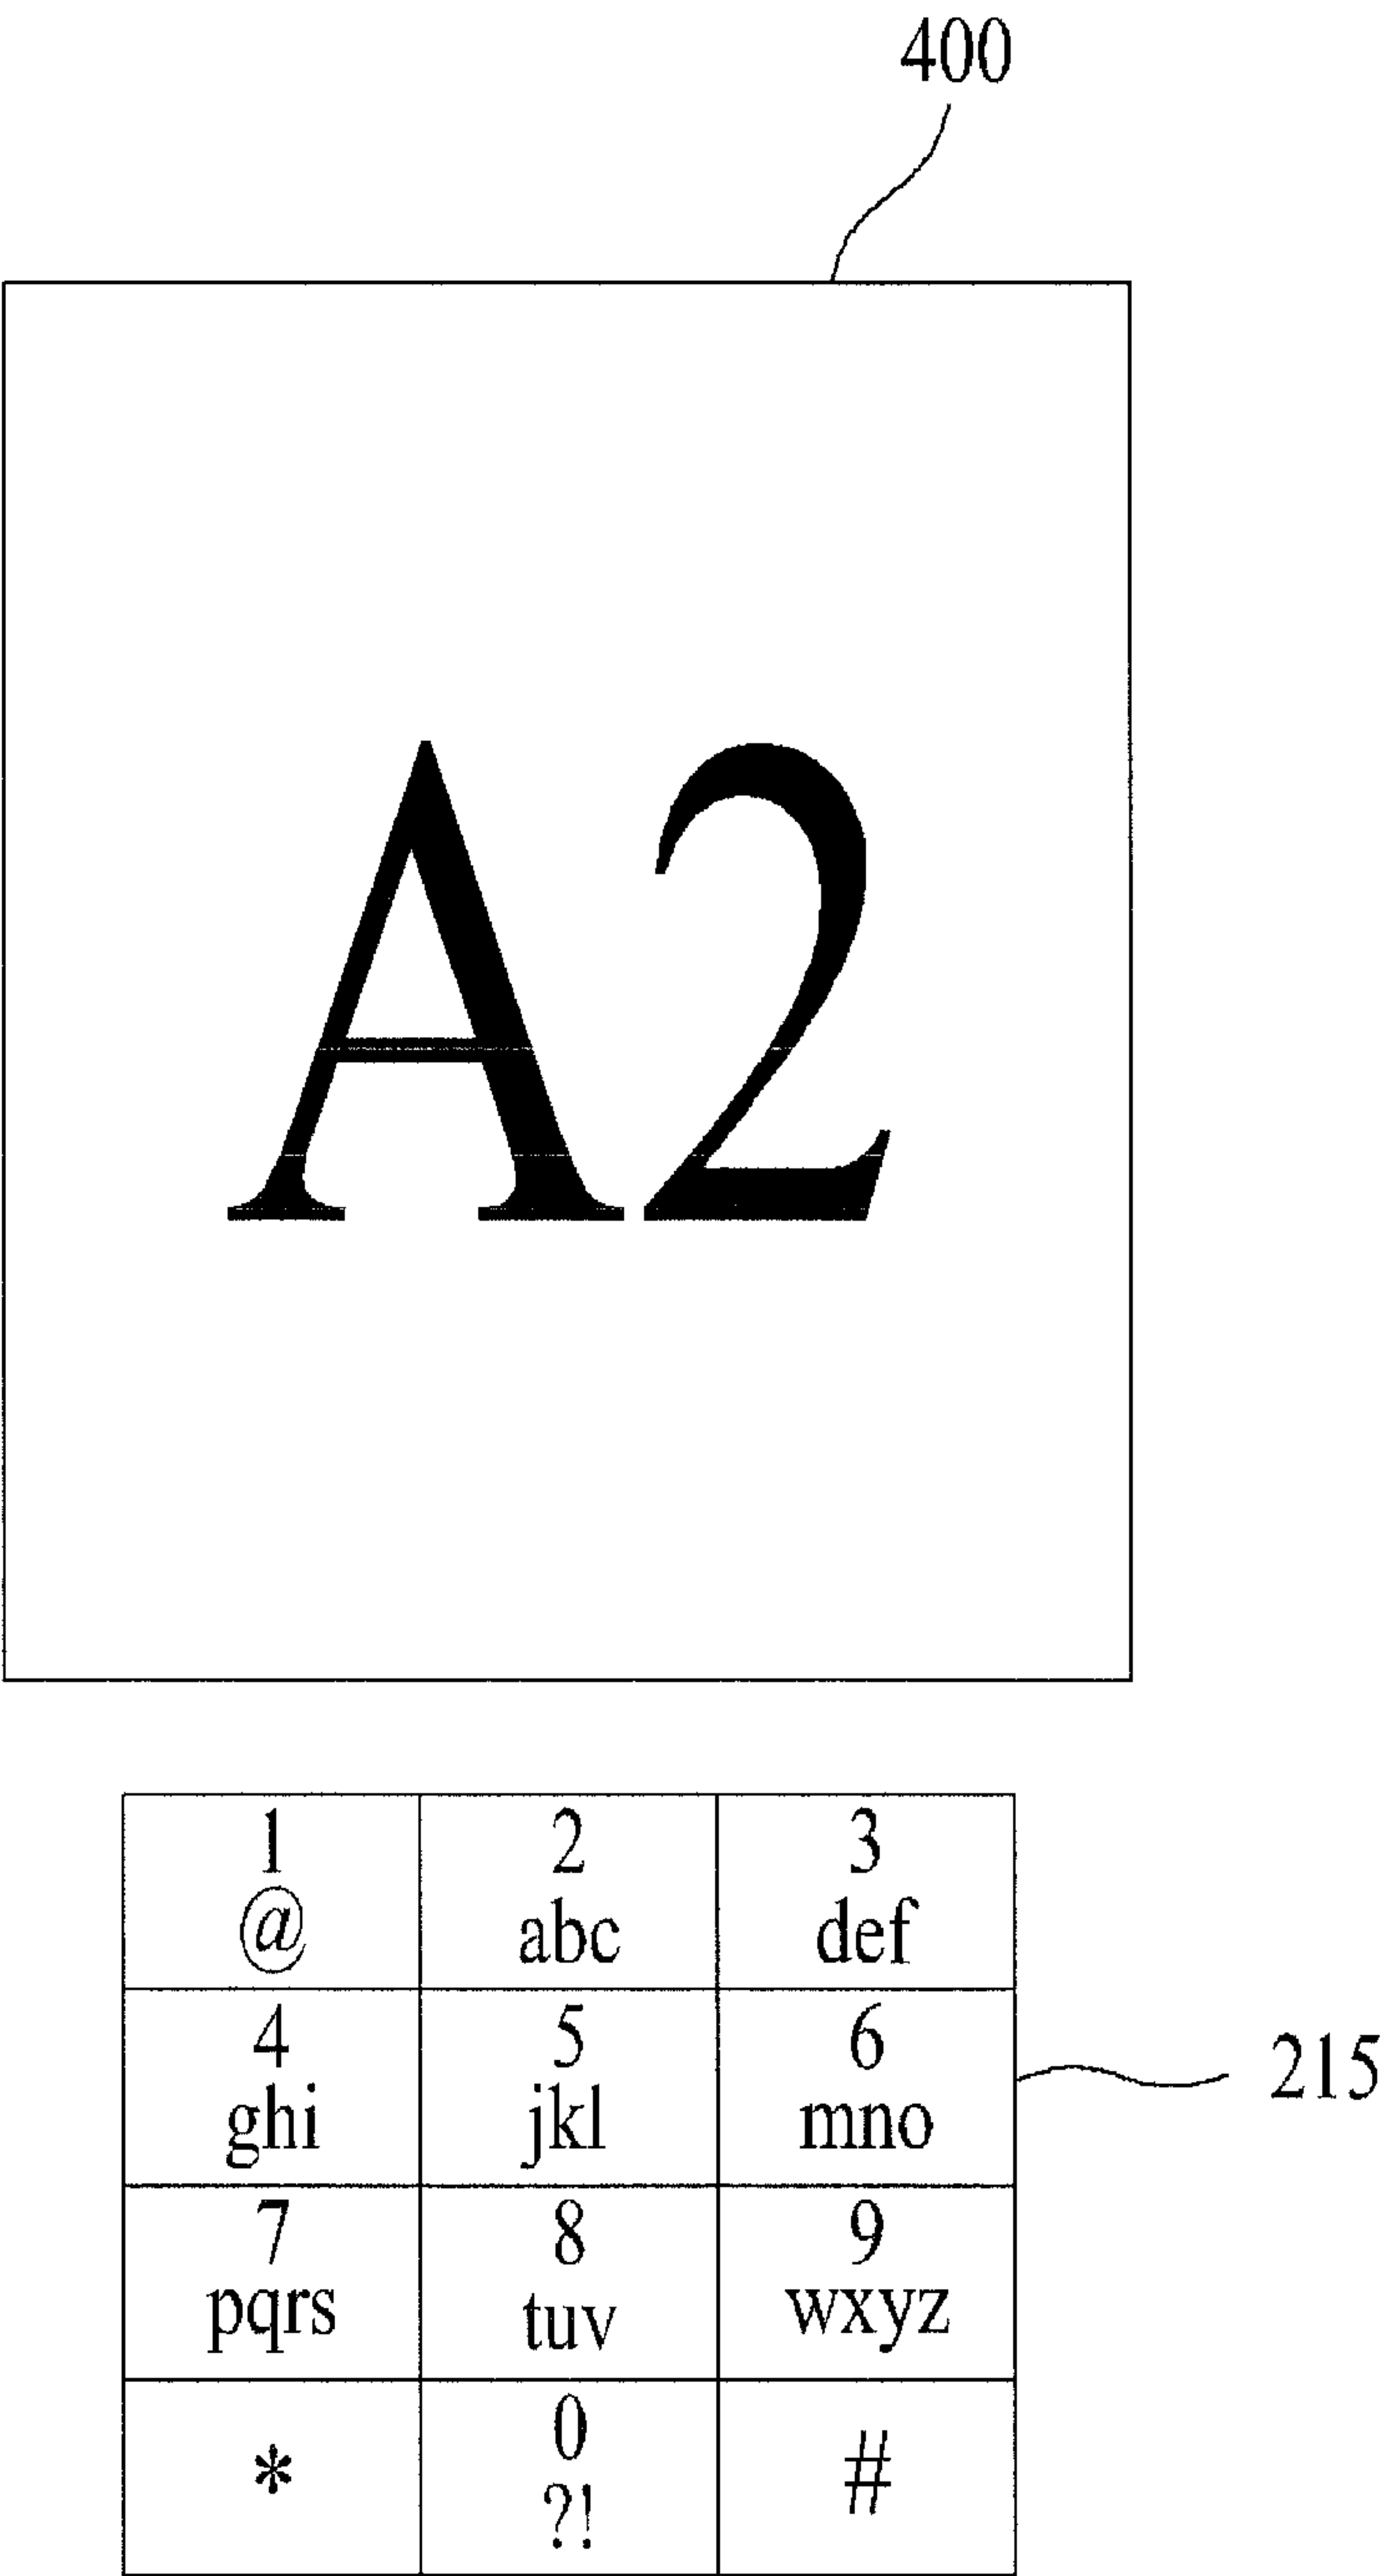 400
A2
1 2 3
@ abc def
4 5 6
ghi jkl mno
215
7 8 9
pqrs tuv wxyz
* 0 #
?!